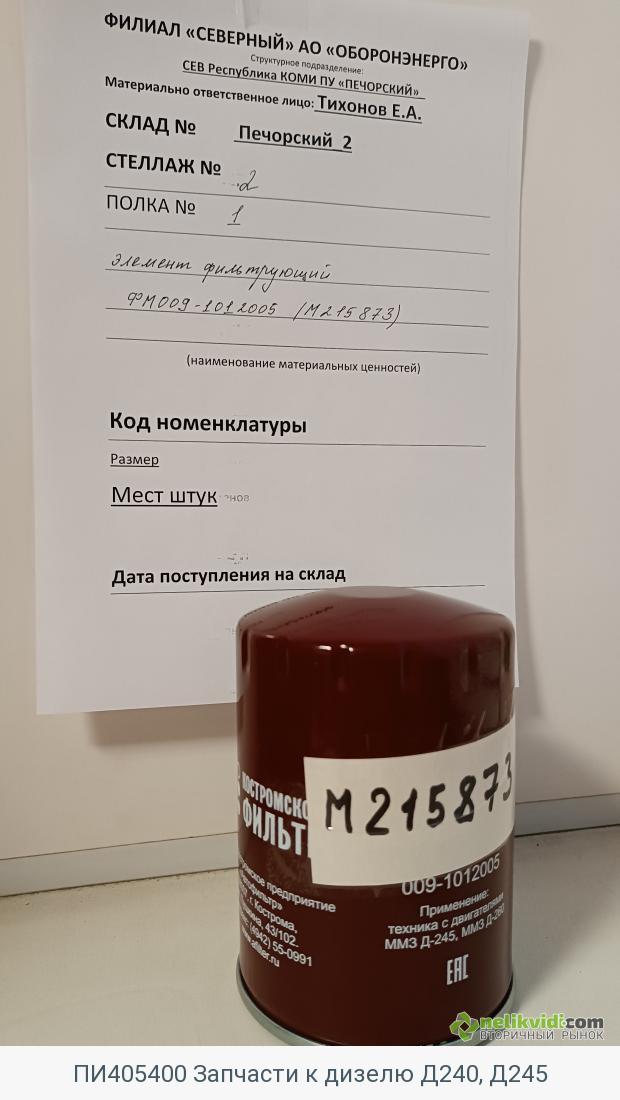 ФИЛИАЛ «СЕВЕРНЫЙ» АО «ОБОРОНЭНЕРГО»
Структурное подразделение:
СЕВ Республика КОМИ ПУ «ПЕЧОРСКИЙ»
Материально ответственное лицо: Тихонов Е.А.
СКЛАД № Печорский 2
СТЕЛЛАЖ № 2
ПОЛКА № 1
элемент фильтрующий
ФМ009-1012005 (М215873)
(наименование материальных ценностей)
Код номенклатуры
Размер
Мест штук
Дата поступления на склад
М215873
КОСТРОМСКО
ФИЛЬТ
предприятие
г. Кострома,
43/102.
(4942) 55-0991
009-1012005
Применение:
техника с двигателями
ММЗ Д-245, ММЗ Д-260
ЕАС
nelikvidi.com
ВТОРИЧНЫЙ РЫНОК
ПИ405400 Запчасти к дизелю Д240, Д245